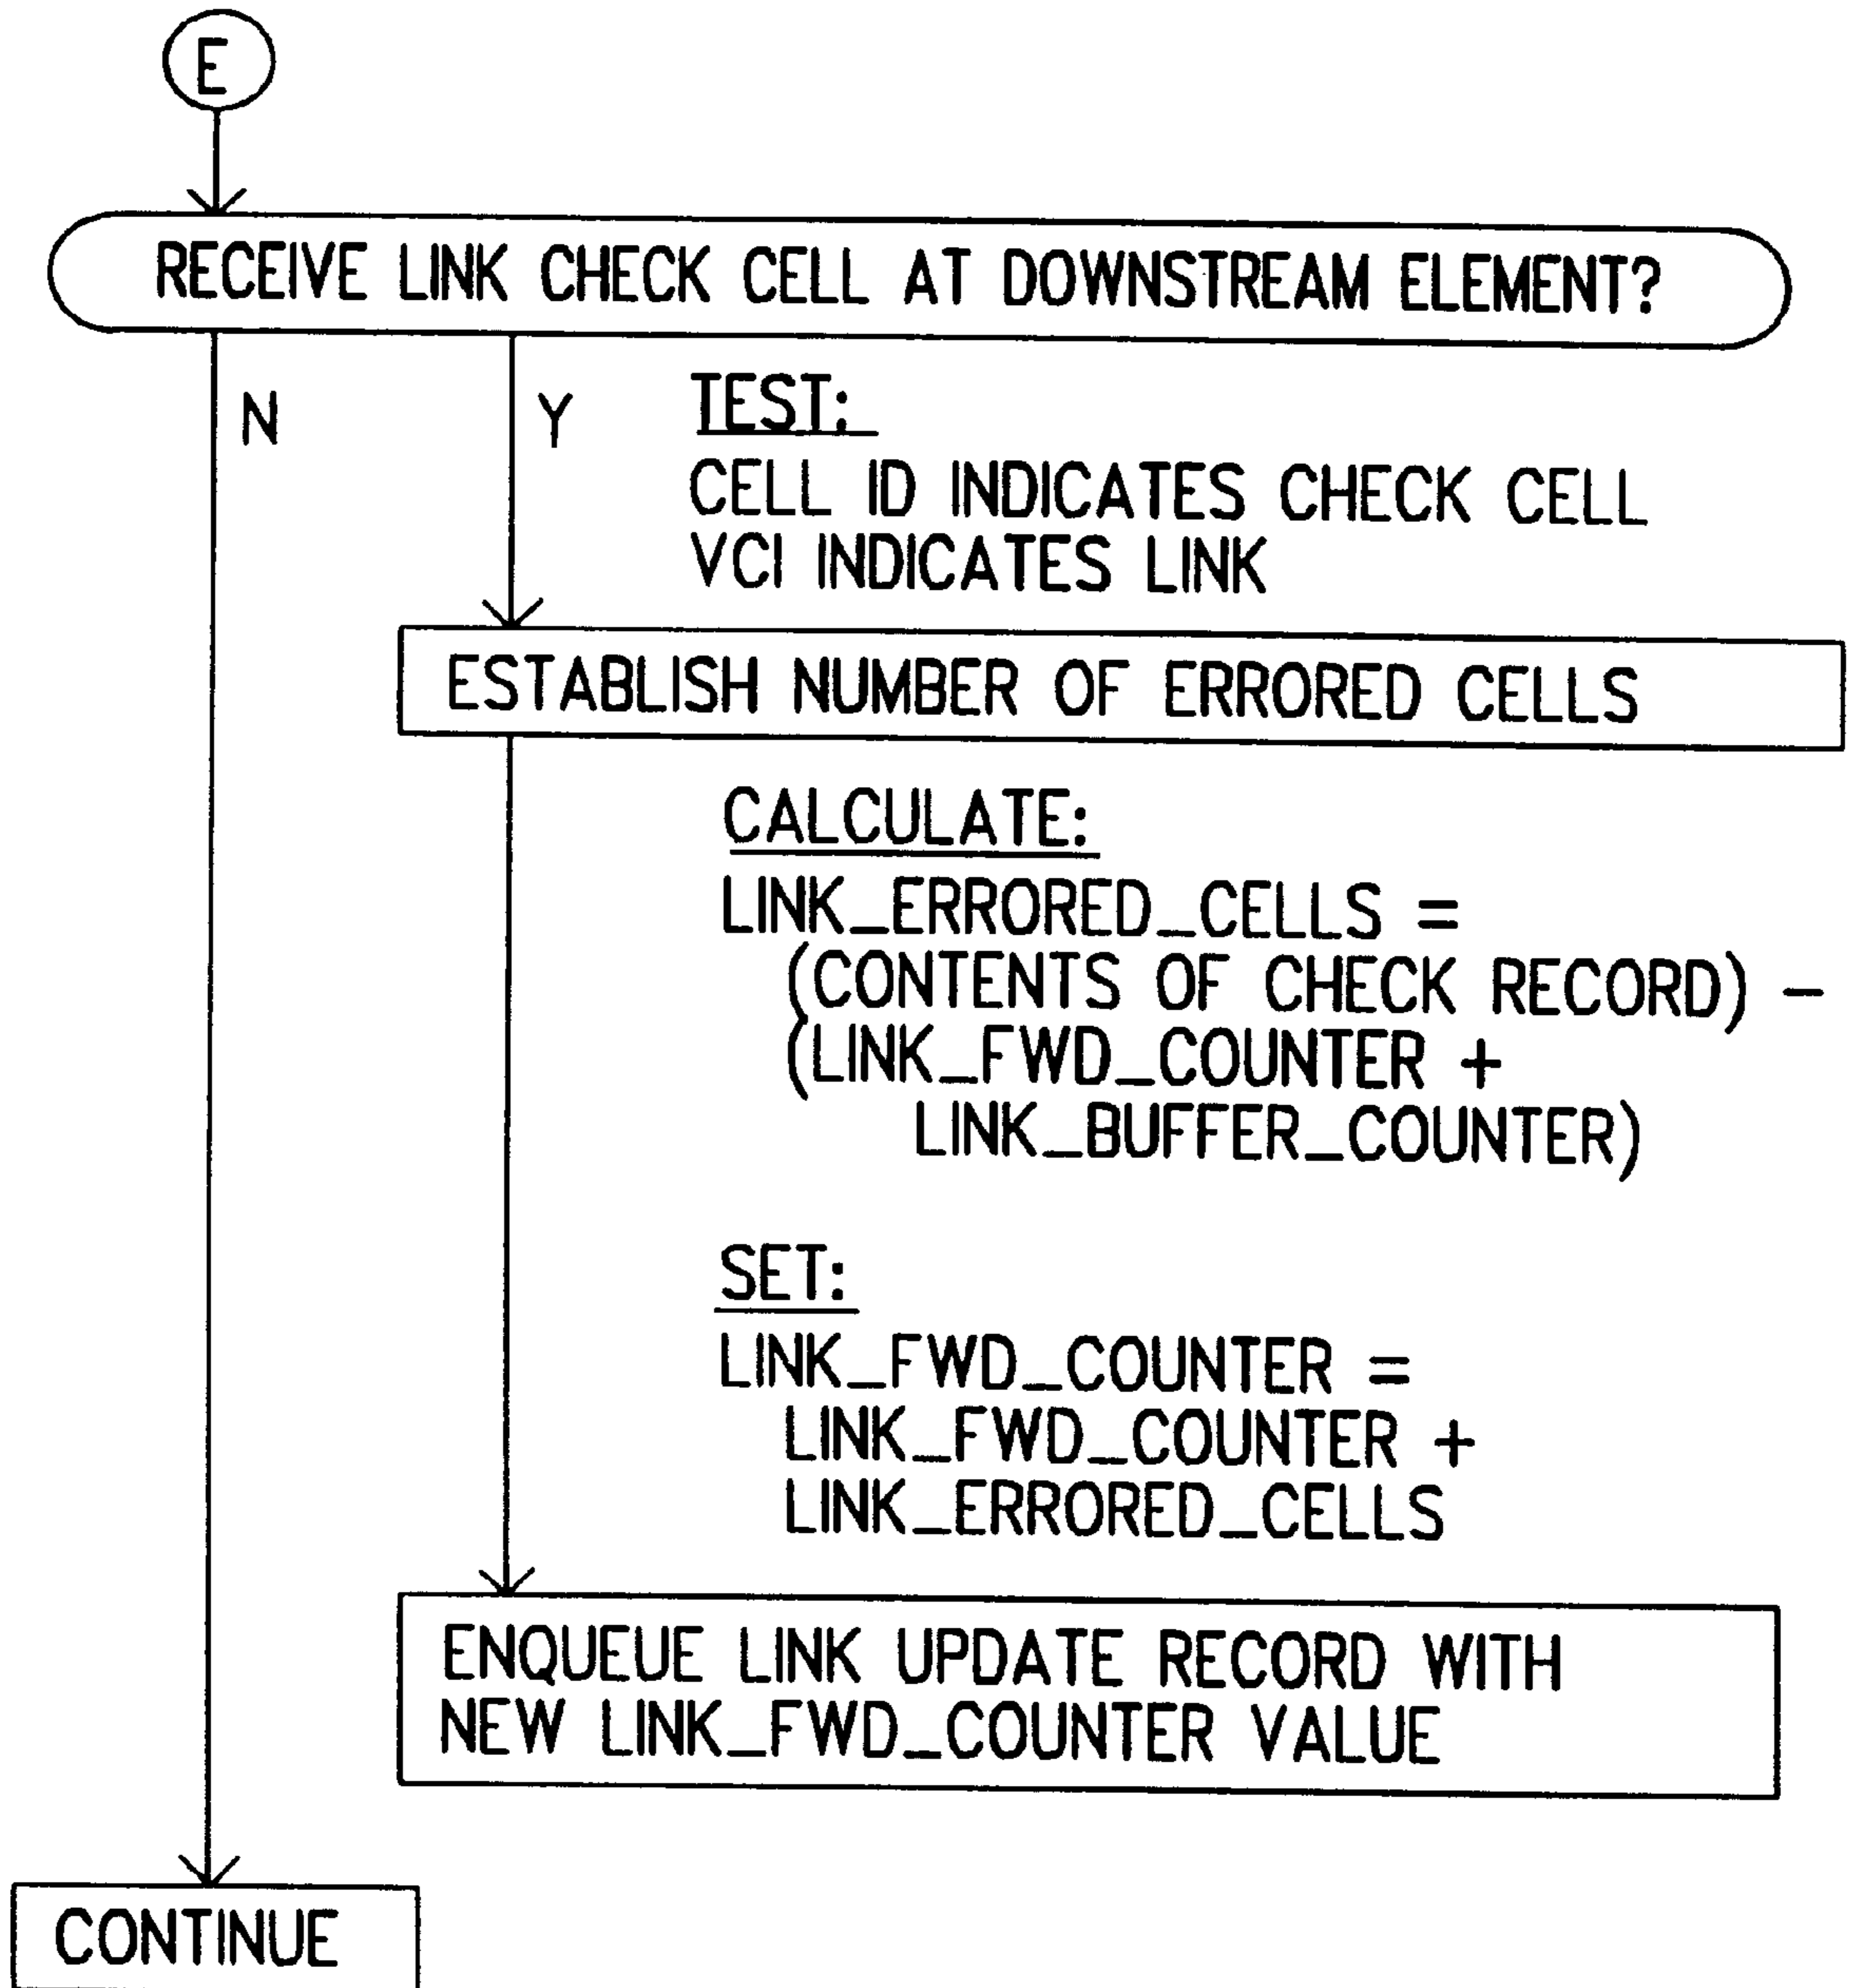 E
RECEIVE LINK CHECK CELL AT DOWNSTREAM ELEMENT?
N
Y
TEST:
CELL ID INDICATES CHECK CELL
VCI INDICATES LINK
ESTABLISH NUMBER OF ERRORED CELLS
CALCULATE:
LINK_ERRORED_CELLS =
(CONTENTS OF CHECK RECORD) –
(LINK_FWD_COUNTER +
LINK_BUFFER_COUNTER)
SET:
LINK_FWD_COUNTER =
LINK_FWD_COUNTER +
LINK_ERRORED_CELLS
ENQUEUE LINK UPDATE RECORD WITH
NEW LINK_FWD_COUNTER VALUE
CONTINUE